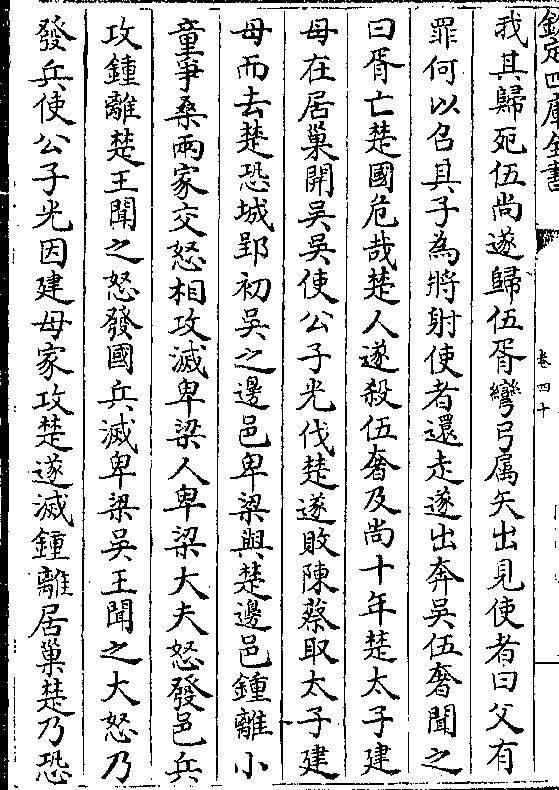 欽定四庫全書
卷四十
我其歸死伍尚遂歸伍胥彎弓屬矢出見使者曰父有
罪何以召其子為將射使者還走遂出奔吳伍奢聞之
曰胥亡楚國危哉楚人遂殺伍奢及尚十年楚太子建
母在居巢開吳吳使公子光伐楚遂敗陳蔡取太子建
母而去楚恐城郢初吳之邊邑卑梁與楚邊邑鍾離小
童爭桑兩家交怒相攻滅卑梁人卑梁大夫怒發邑兵
攻鍾離楚王聞之怒發國兵滅卑梁吳王聞之大怒乃
發兵使公子光因建母家攻楚遂滅鍾離居巢楚乃恐